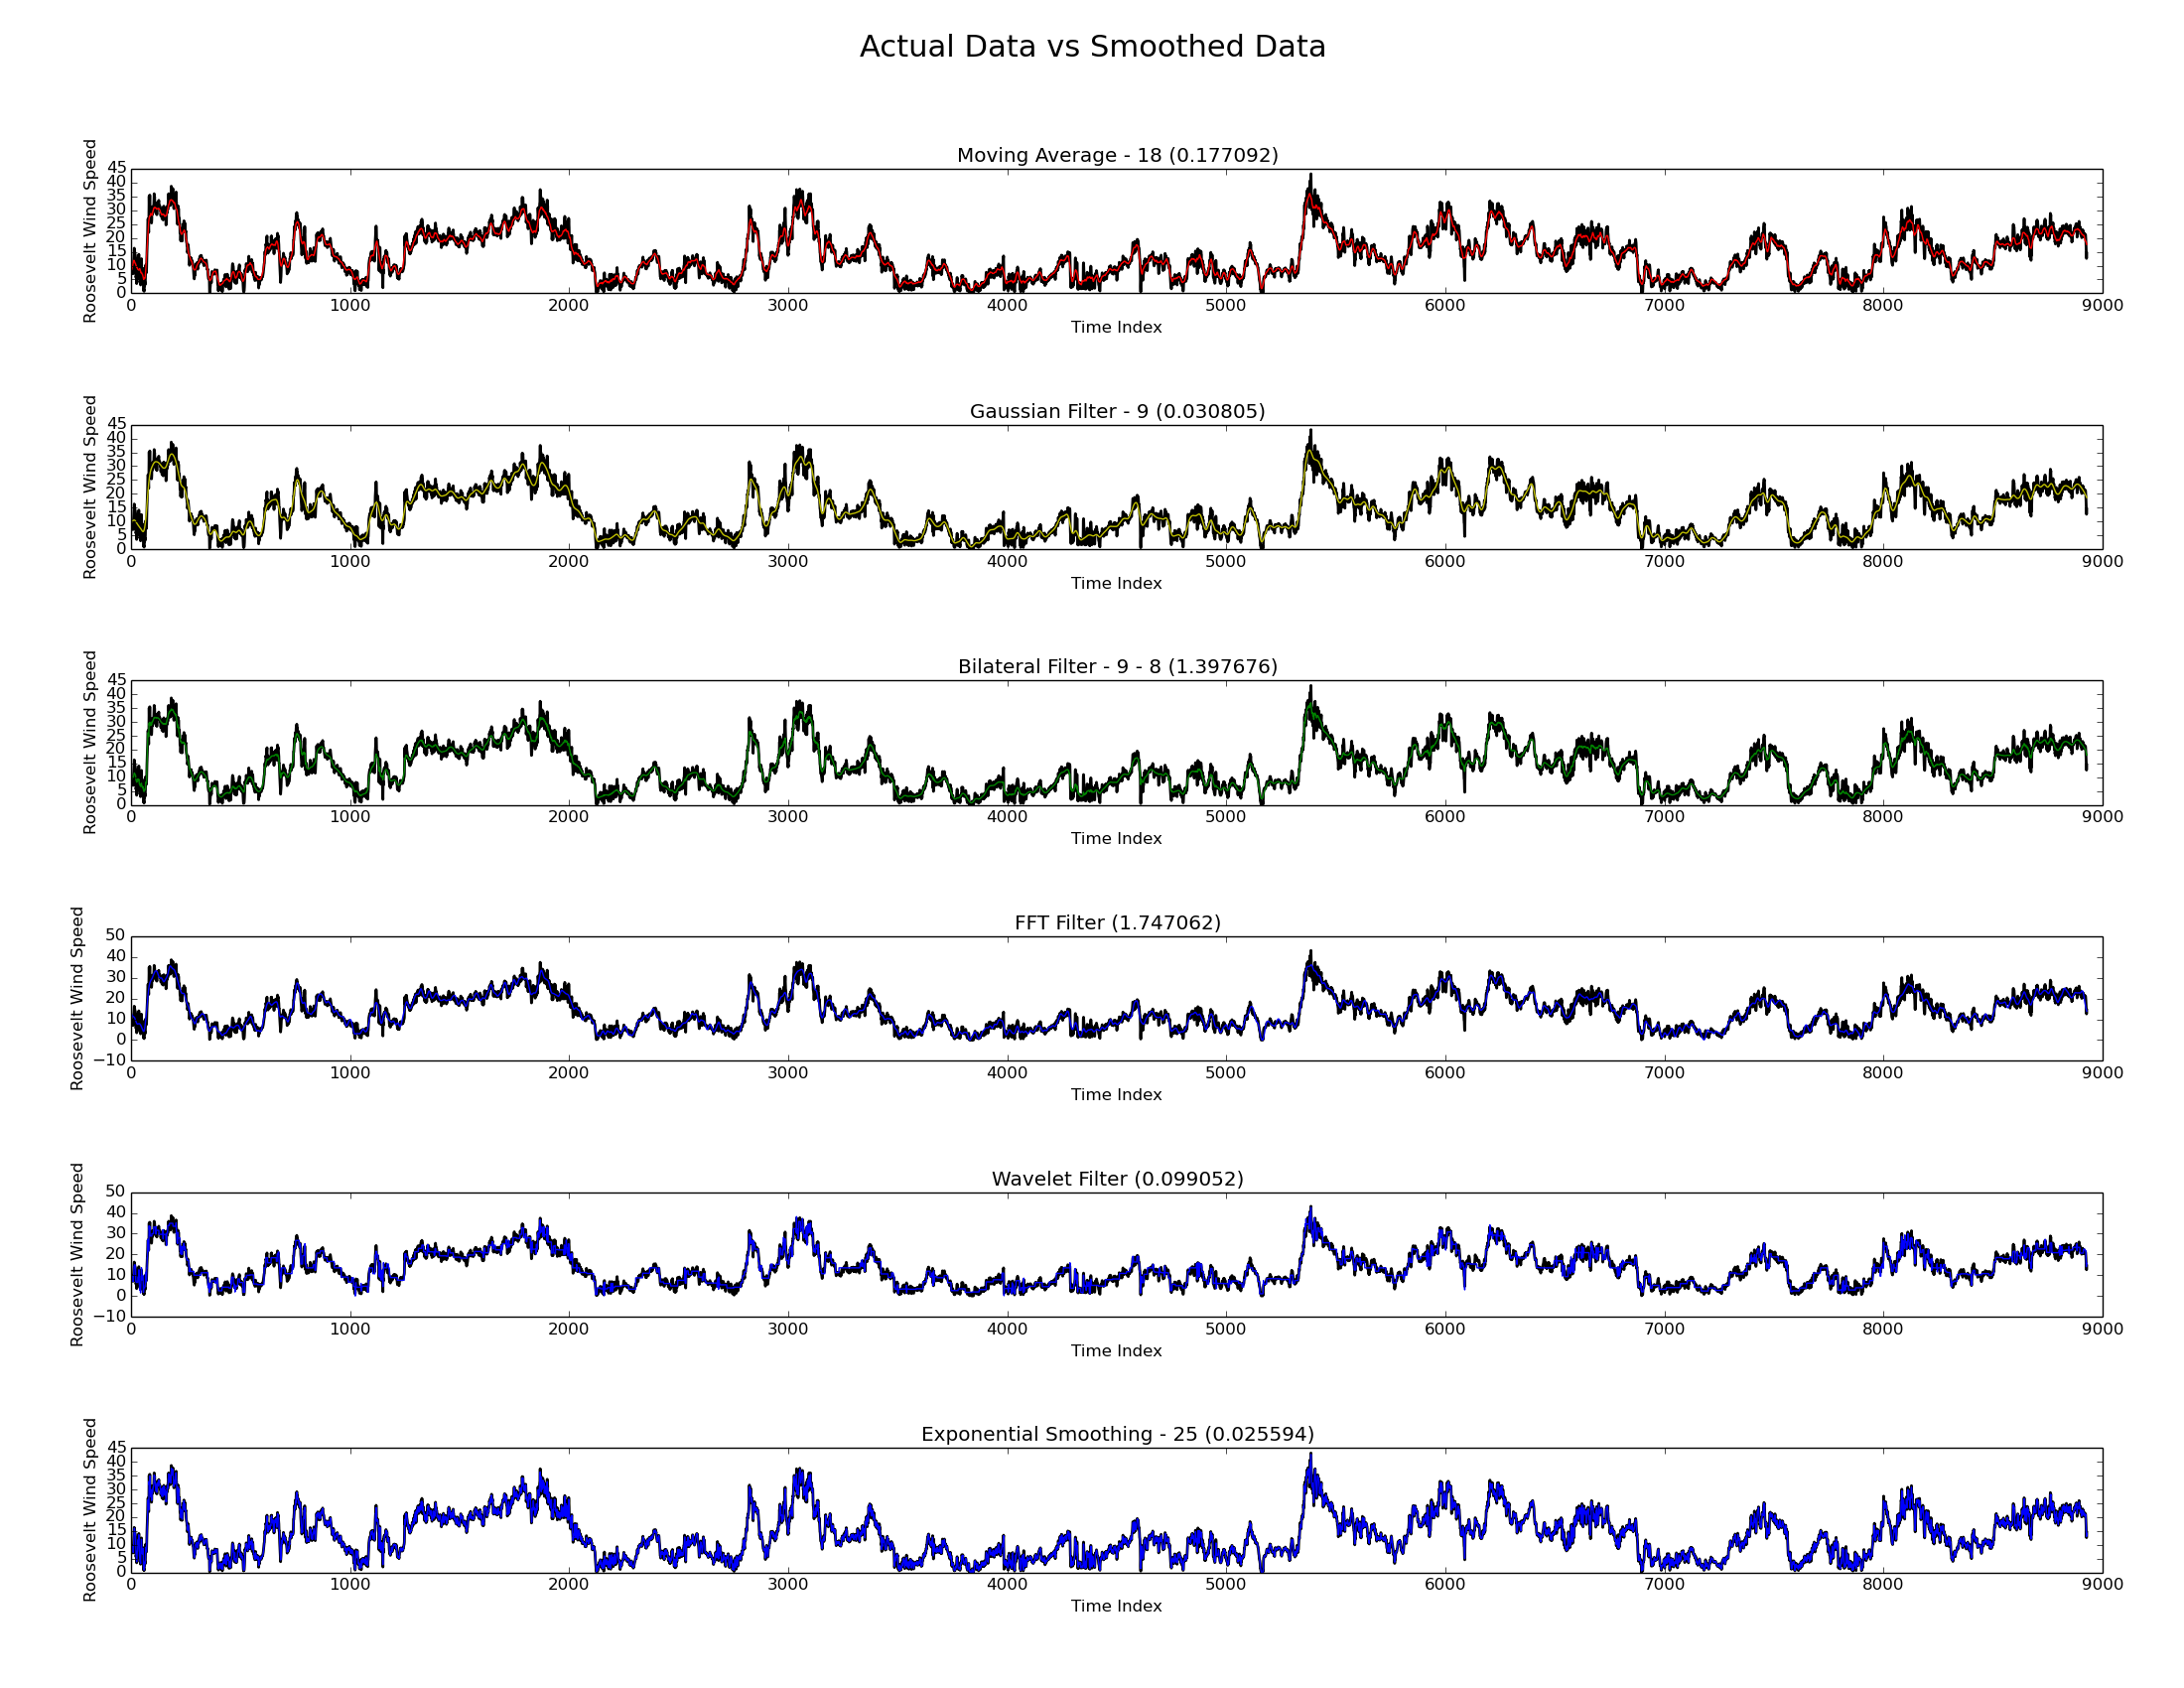 Actual Data vs Smoothed Data
Moving Average - 18 (0.177092)
Roosevelt Wind Speed
45
40
35
30
25
20
15
10
5
0
0 1000 2000 3000 4000 5000 6000 7000 8000 9000
Time Index
Gaussian Filter - 9 (0.030805)
Roosevelt Wind Speed
45
40
35
30
25
20
15
10
5
0
0 1000 2000 3000 4000 5000 6000 7000 8000 9000
Time Index
Bilateral Filter - 9 - 8 (1.397676)
Roosevelt Wind Speed
45
40
35
30
25
20
15
10
5
0
0 1000 2000 3000 4000 5000 6000 7000 8000 9000
Time Index
FFT Filter (1.747062)
Roosevelt Wind Speed
50
40
30
20
10
0
−10
0 1000 2000 3000 4000 5000 6000 7000 8000 9000
Time Index
Wavelet Filter (0.099052)
Roosevelt Wind Speed
50
40
30
20
10
0
−10
0 1000 2000 3000 4000 5000 6000 7000 8000 9000
Time Index
Exponential Smoothing - 25 (0.025594)
Roosevelt Wind Speed
45
40
35
30
25
20
15
10
5
0
0 1000 2000 3000 4000 5000 6000 7000 8000 9000
Time Index